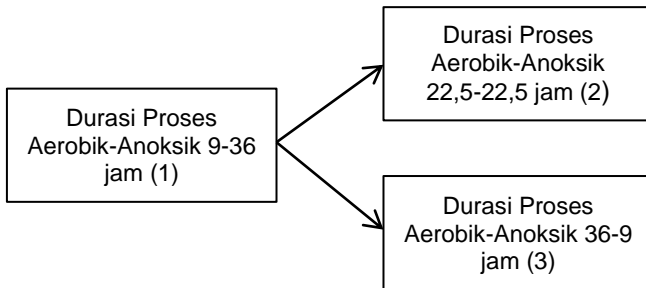 Durasi Proses
Aerobik-Anoksik 9-36
jam (1)
Durasi Proses
Aerobik-Anoksik
22,5-22,5 jam (2)
Durasi Proses
Aerobik-Anoksik 36-9
jam (3)